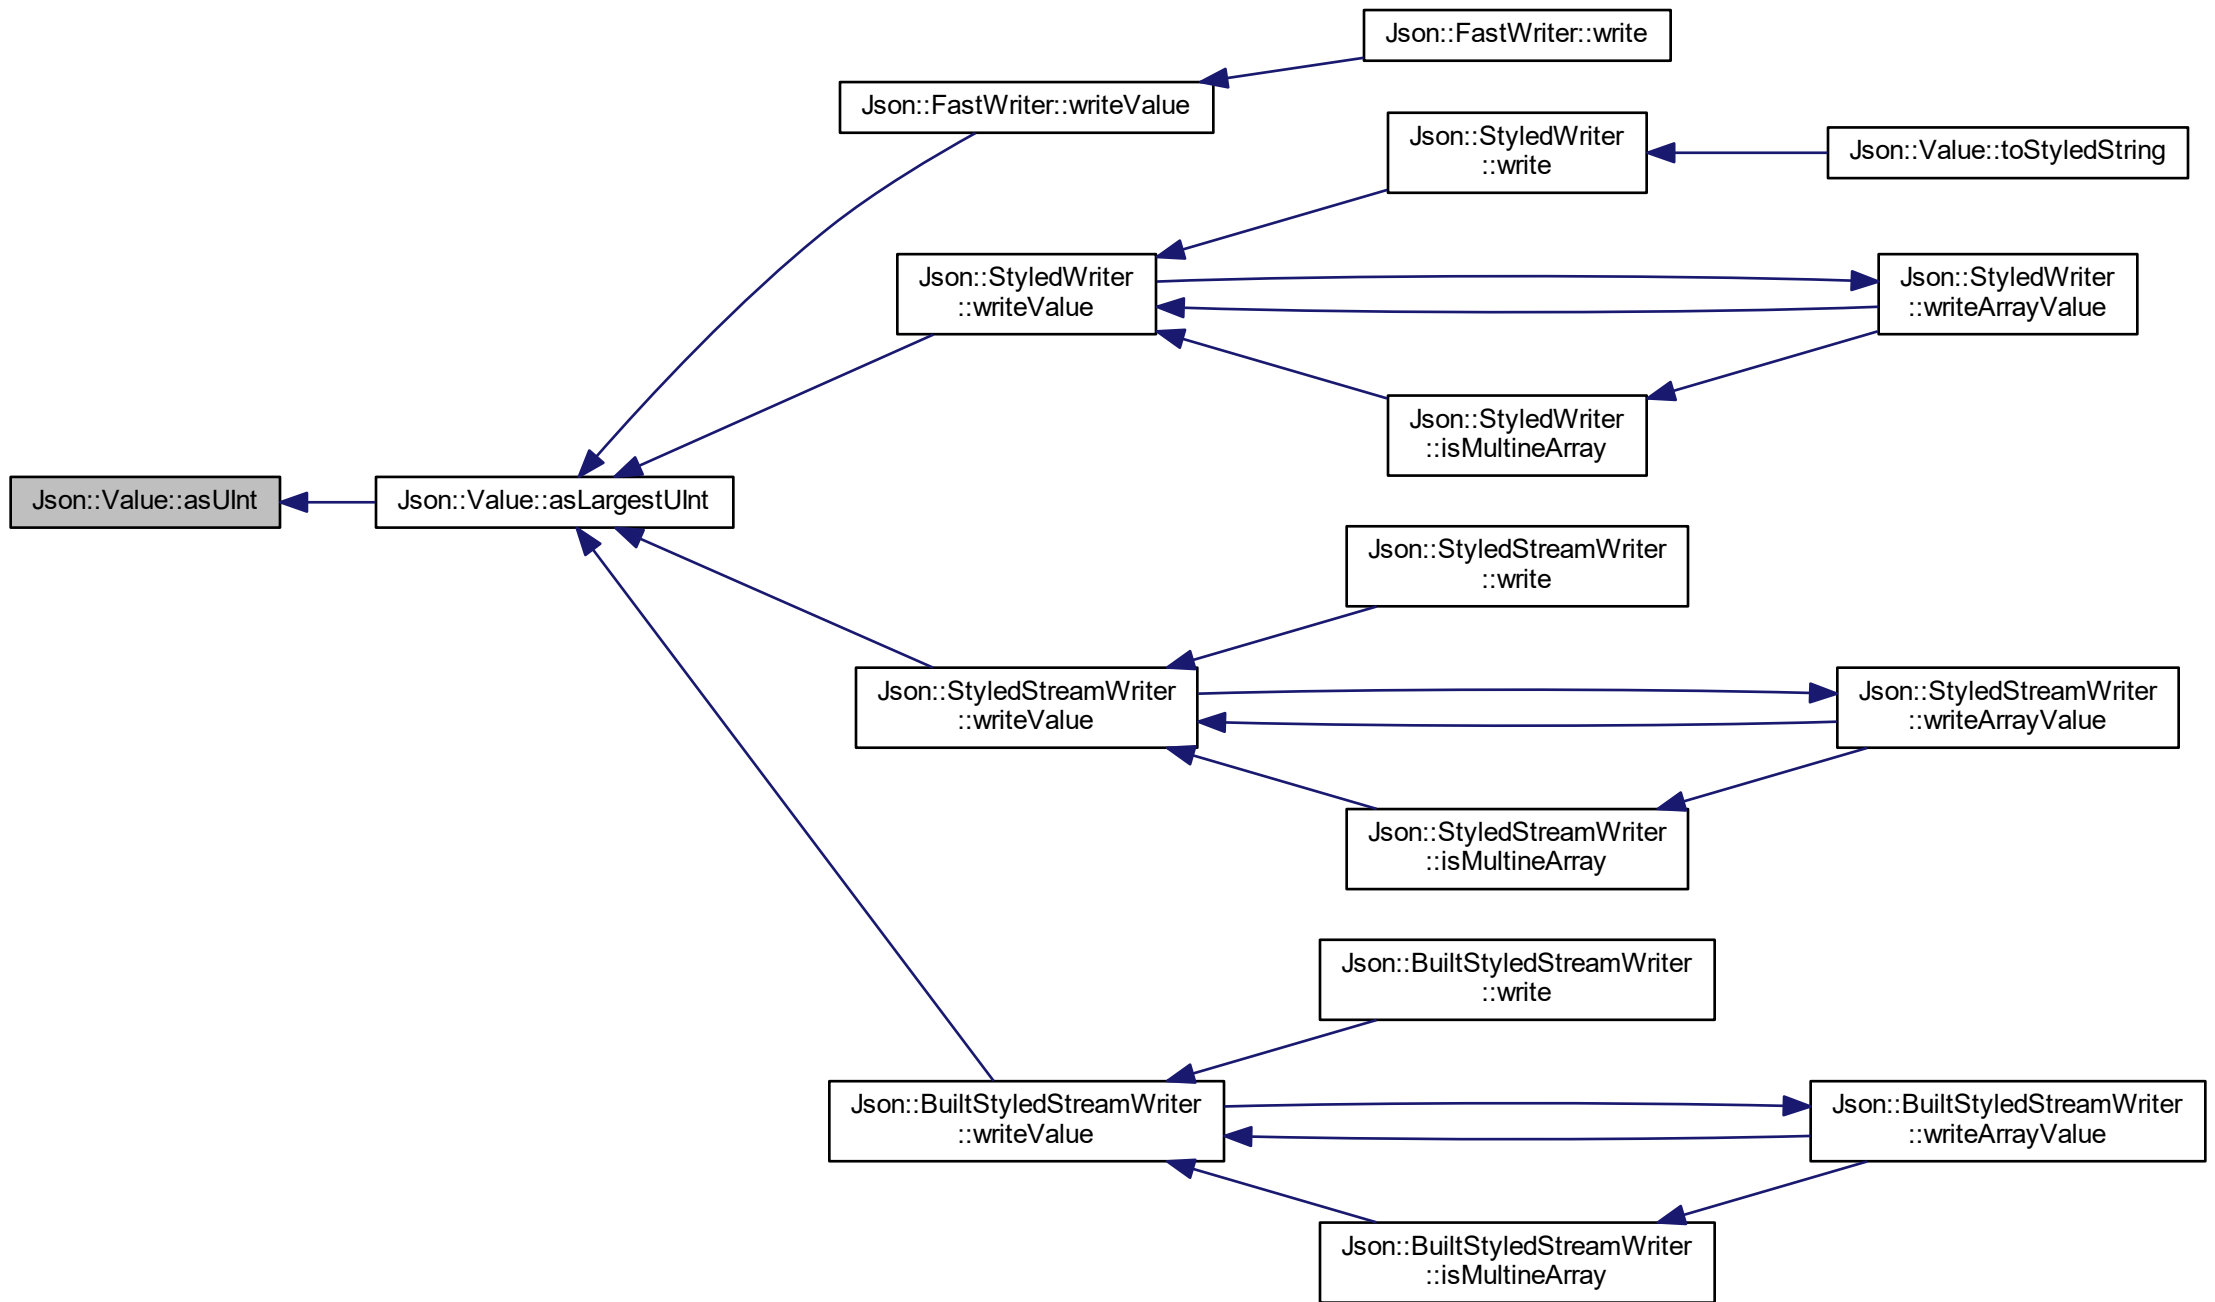 Json::FastWriter::write
Json::FastWriter::writeValue
Json::StyledWriter
::write
Json::Value::toStyledString
Json::StyledWriter
::writeValue
Json::StyledWriter
::writeArrayValue
Json::StyledWriter
::isMultineArray
Json::Value::asUInt
Json::Value::asLargestUInt
Json::StyledStreamWriter
::write
Json::StyledStreamWriter
::writeValue
Json::StyledStreamWriter
::writeArrayValue
Json::StyledStreamWriter
::isMultineArray
Json::BuiltStyledStreamWriter
::write
Json::BuiltStyledStreamWriter
::writeValue
Json::BuiltStyledStreamWriter
::writeArrayValue
Json::BuiltStyledStreamWriter
::isMultineArray